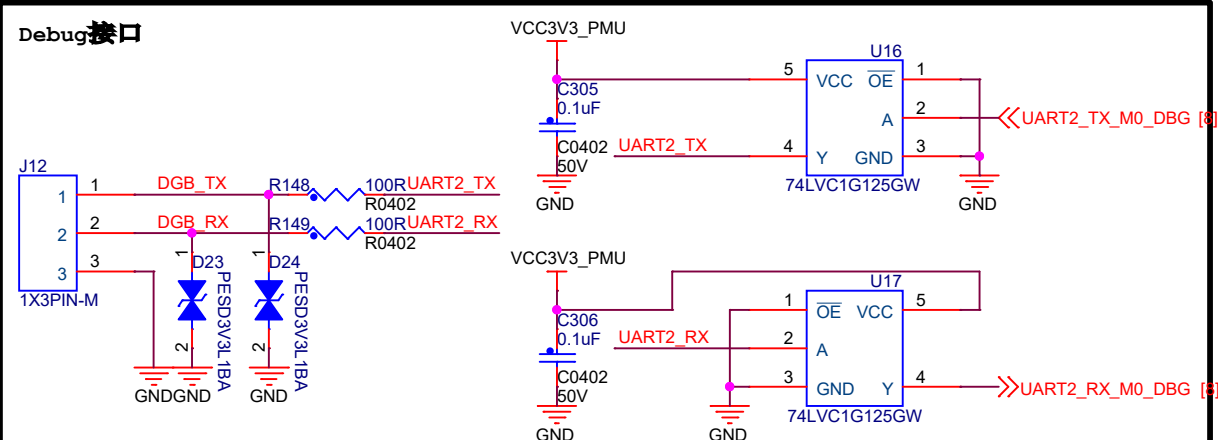 Debug接口
J12
1
2
3
1
2
3
1X3PIN-M
DGB_TX
DGB_RX
R148
100R
R0402
UART2_TX
R149
100R
R0402
UART2_RX
1
D23
PESD3V3L1BA
2
1
D24
PESD3V3L1BA
2
GND
GND
GND
VCC3V3_PMU
C305
0.1uF
C0402
50V
GND
UART2_TX
U16
5
VCC
OE
1
A
2
UART2_TX_M0_DBG [8]
4
Y
GND
3
74LVC1G125GW
GND
VCC3V3_PMU
C306
0.1uF
C0402
50V
GND
UART2_RX
U17
1
OE
VCC
5
2
A
3
GND
Y
4
UART2_RX_M0_DBG [8]
74LVC1G125GW
GND